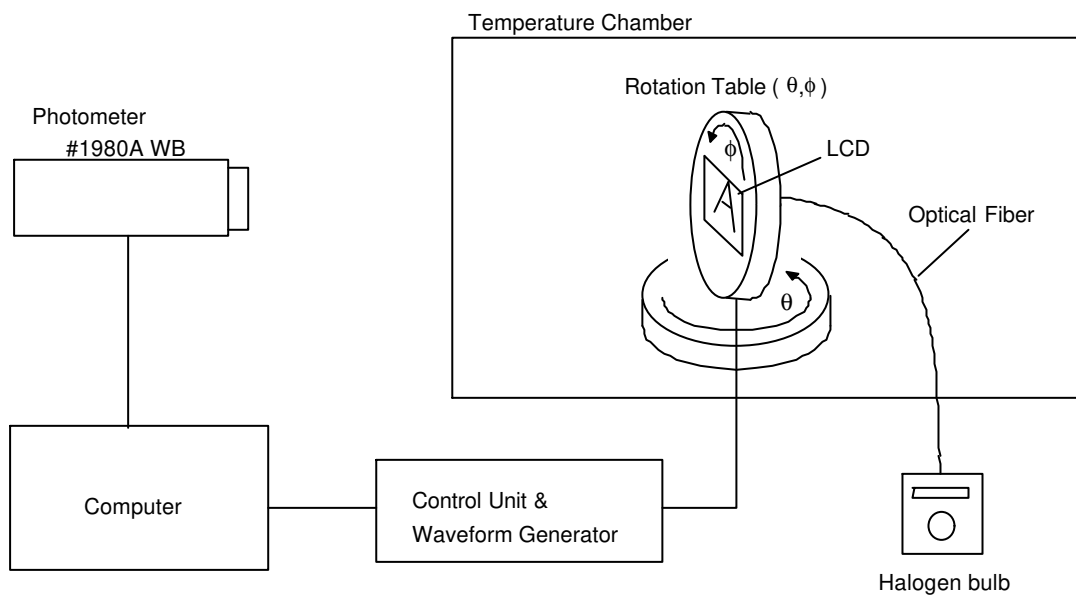 Temperature Chamber
Rotation Table ( θ,ϕ )
Photometer
#1980A WB
ϕ
LCD
A
Optical Fiber
θ
Computer
Control Unit &
Waveform Generator
Halogen bulb